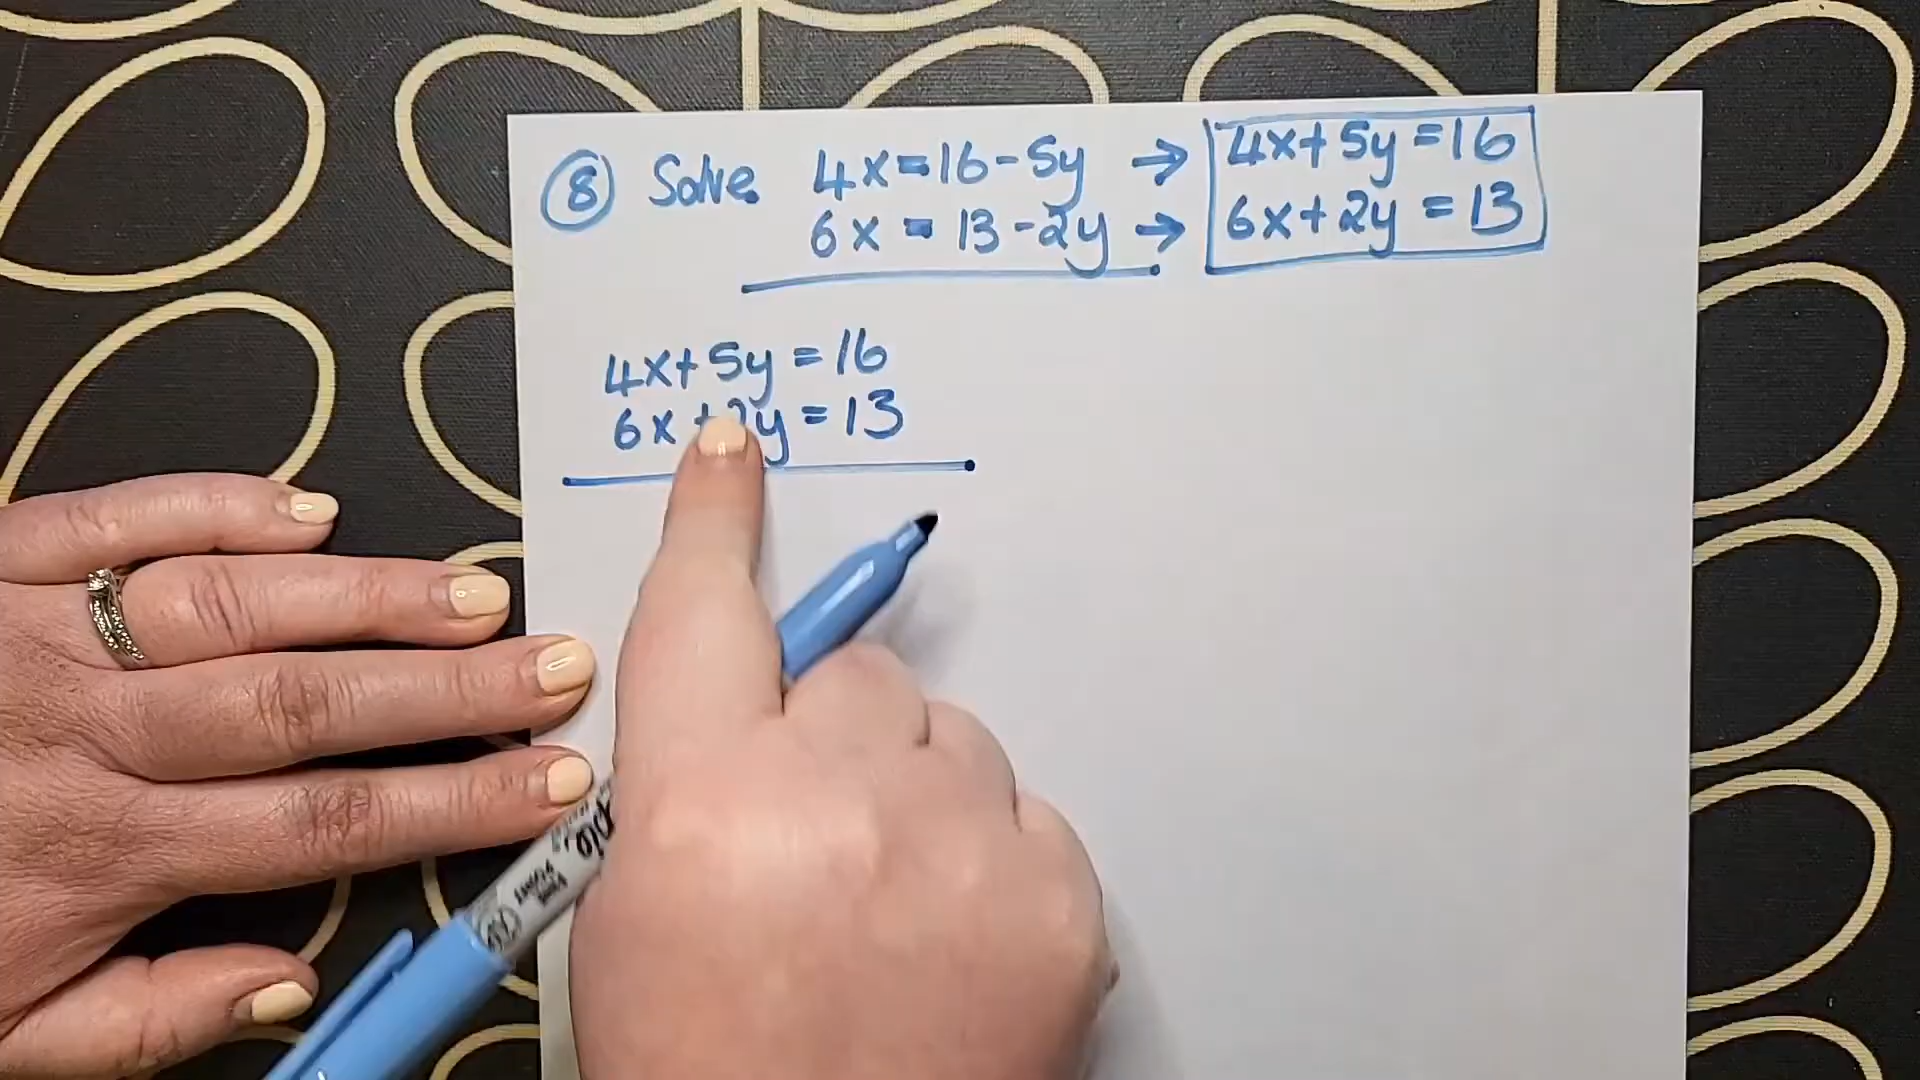 ⑧ Solve 4x=16-5y → 4x+5y=16
6x = 13-2y → 6x+2y=13
4x+5y=16
6x+2y=13